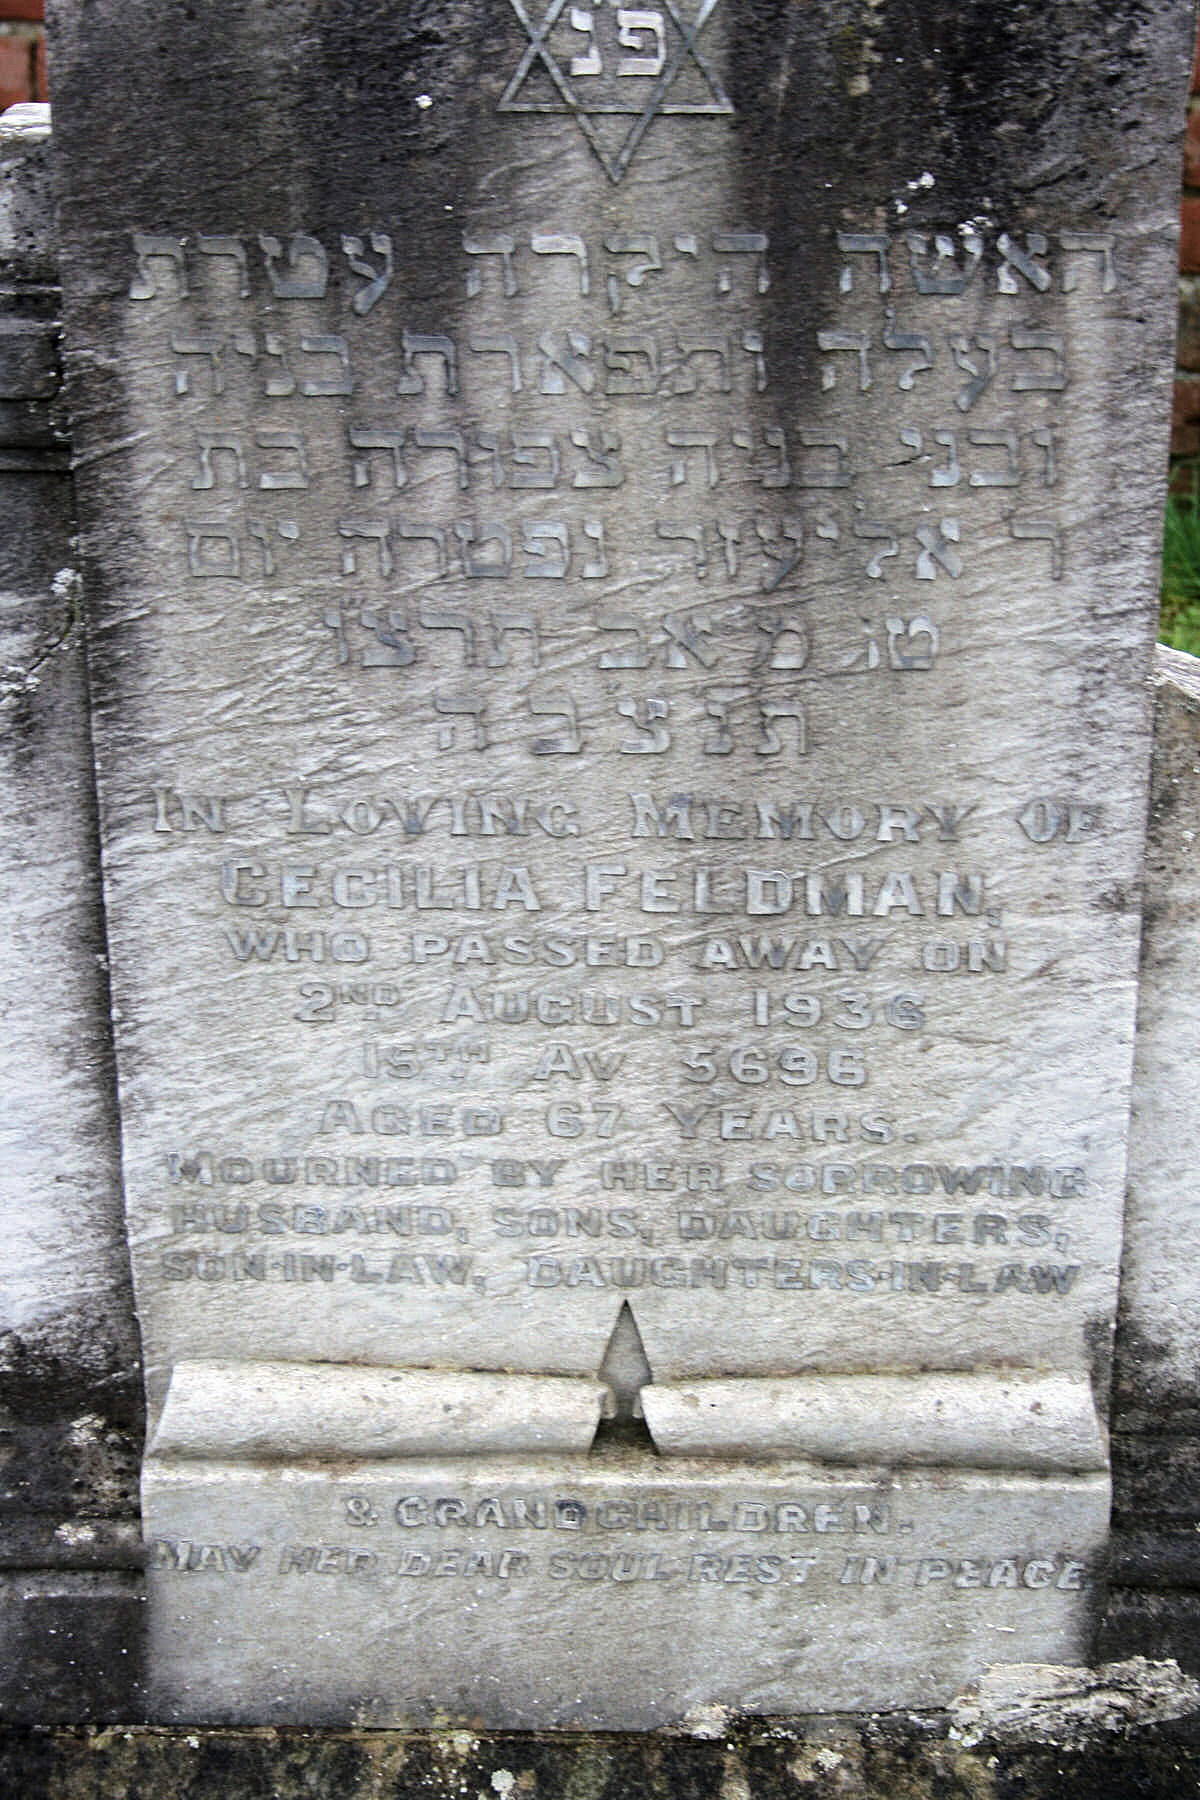 פנ
האשה היקרה עטרת
בעלה ותפארת בניה
ובני בניה צפורה בת
ר אליעזר נפטרה יום
טו מ אב תרצ״ו
תנצבה
IN LOVING MEMORY OF
CECILIA FELDMAN,
WHO PASSED AWAY ON
2ND AUGUST 1936
15TH AV 5696
AGED 67 YEARS.
MOURNED BY HER SORROWING
HUSBAND, SONS, DAUGHTERS,
SON-IN-LAW, DAUGHTERS-IN-LAW
& GRANDCHILDREN.
MAY HER DEAR SOUL REST IN PEACE